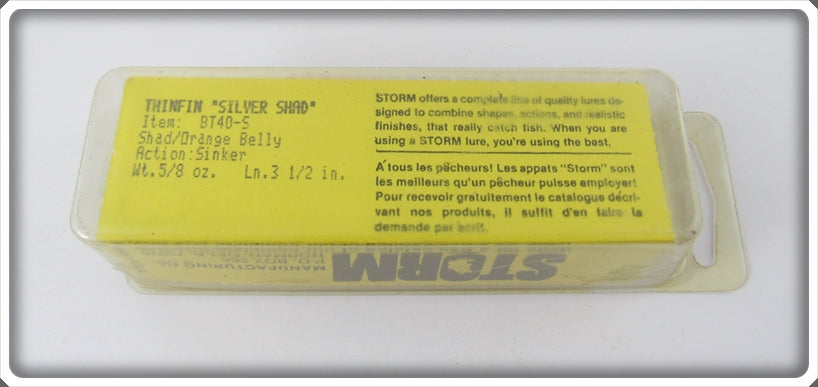 THINFIN "SILVER SHAD"
Item: BT40-S
Shad/Orange Belly
Action:Sinker
Wt.5/8 oz. Ln.3 1/2 in.
STORM offers a complete line of quality lures de-
signed to combine shapes, actions, and realistic
finishes, that really catch fish. When you are
using a STORM lure, you're using the best.
A'tous les pêcheurs! Les appats "Storm" sont
les meilleurs qu'un pêcheur puisse employer!
Pour recevoir gratuitement le catalogue décri-
vant nos produits, il suffit d'en faire la
demande par écrit.
STORM
MANUFACTURING CO.
P.O. BOX